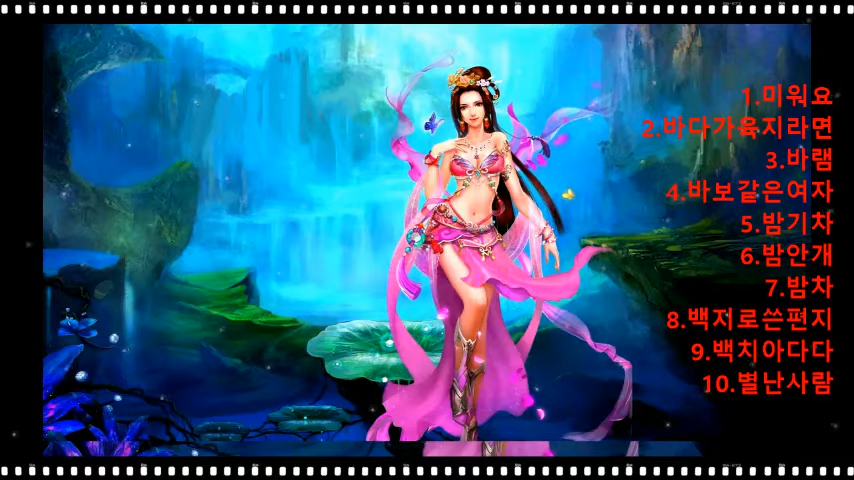 1.미워요
2.바다가육지라면
3.바램
4.바보같은여자
5.밤기차
6.밤안개
7.밤차
8.백저로쓴편지
9.백치아다다
10.별난사람